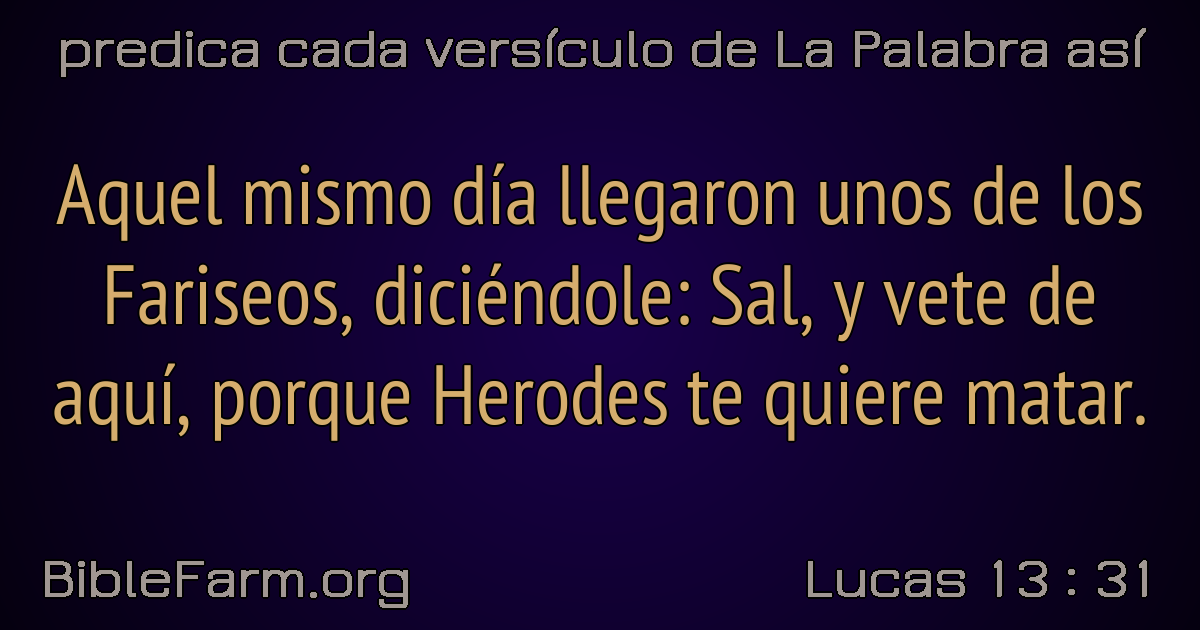 predica cada versículo de La Palabra así
Aquel mismo día llegaron unos de los
Fariseos, diciéndole: Sal, y vete de
aquí, porque Herodes te quiere matar.
BibleFarm.org
Lucas 13 : 31